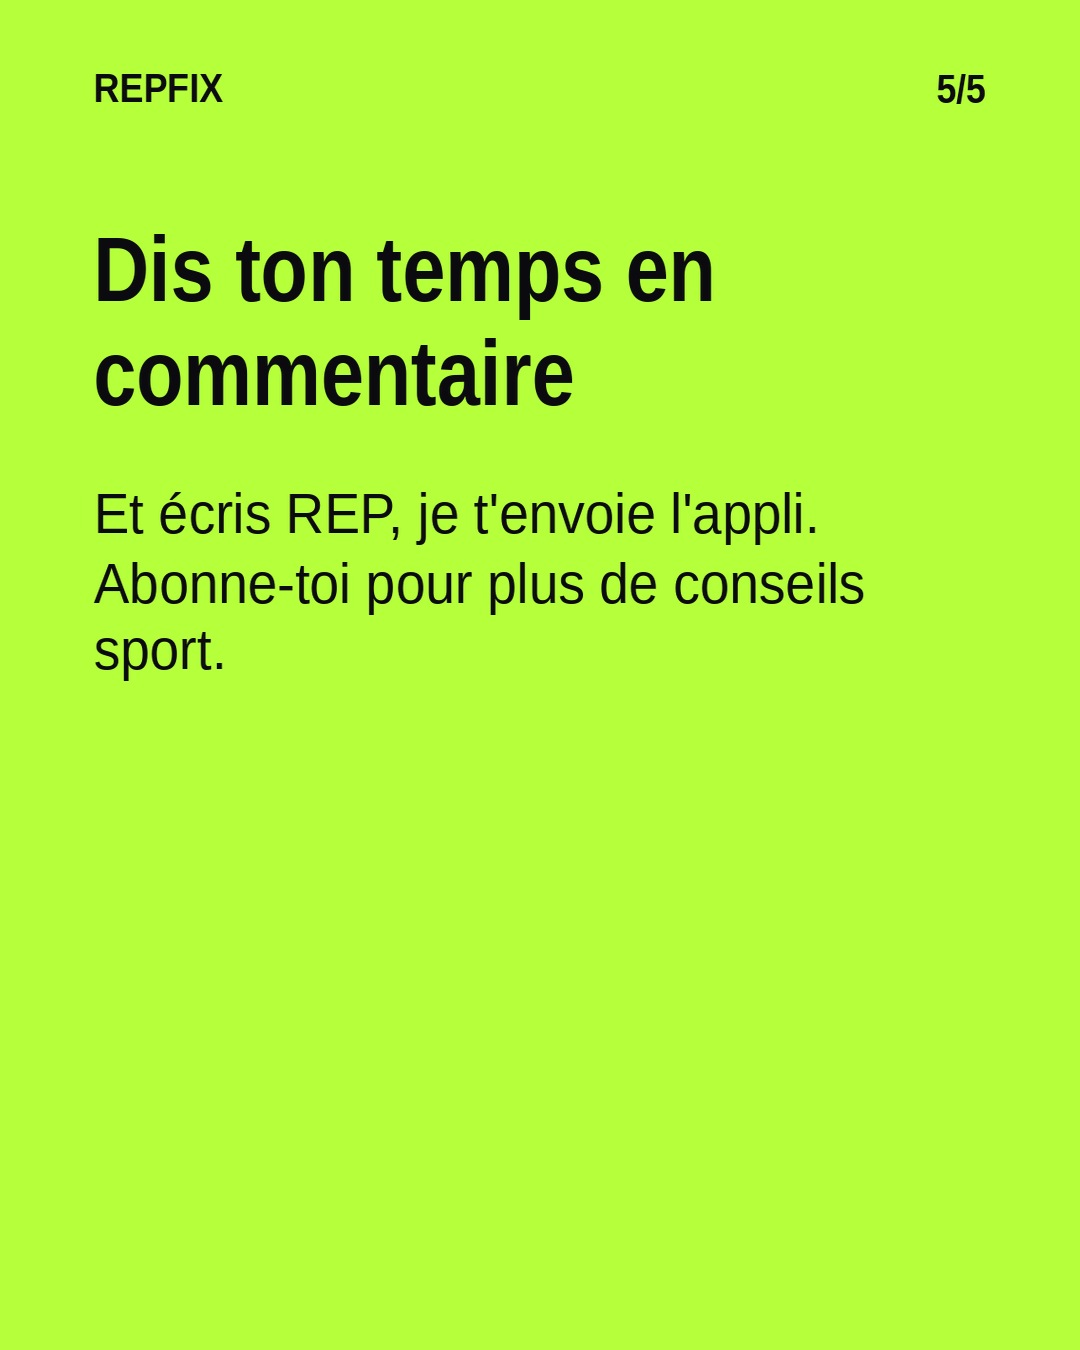 REPFIX
5/5
Dis ton temps en
commentaire
Et écris REP, je t'envoie l'appli.
Abonne-toi pour plus de conseils
sport.